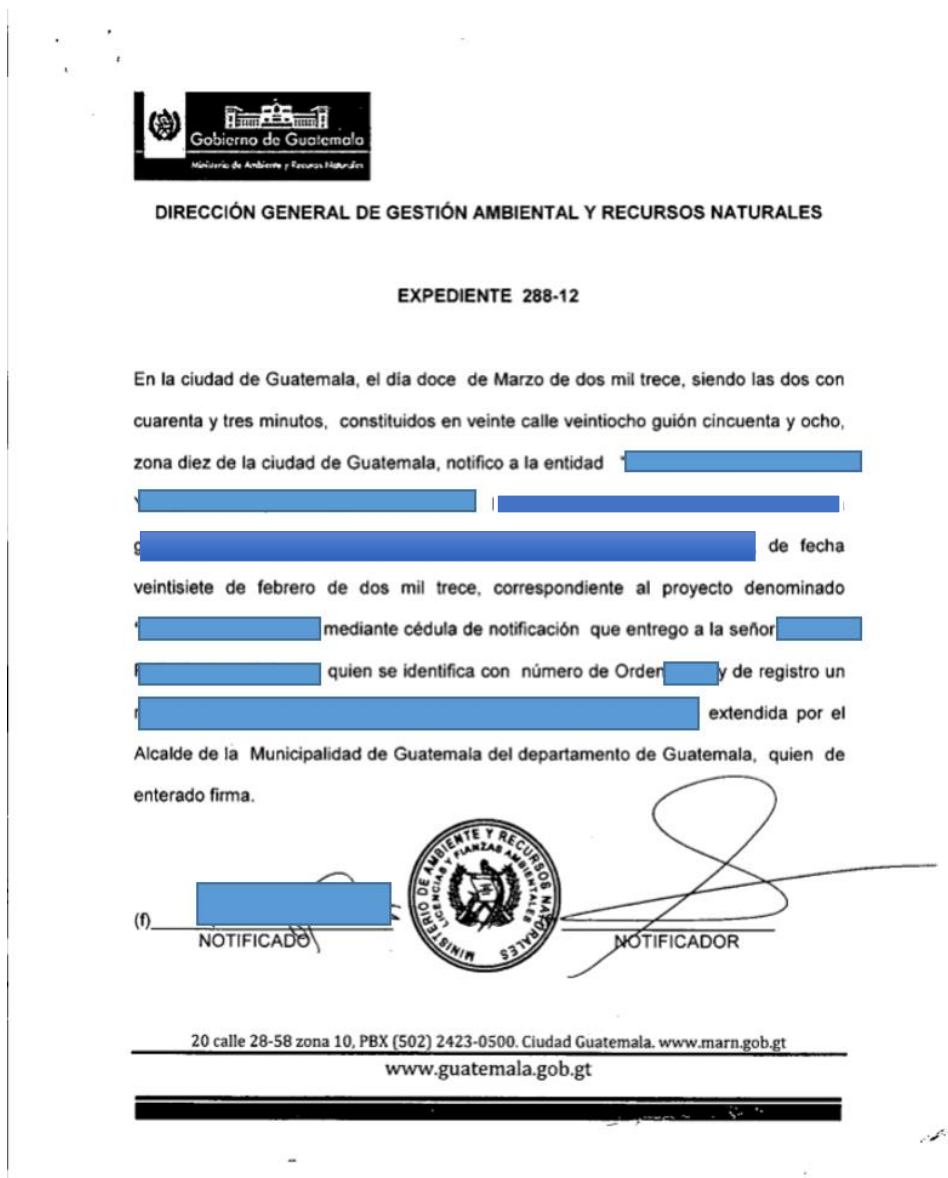 Gobierno de Guatemala
Ministerio de Ambiente y Recursos Naturales
DIRECCIÓN GENERAL DE GESTIÓN AMBIENTAL Y RECURSOS NATURALES
EXPEDIENTE 288-12
En la ciudad de Guatemala, el día doce de Marzo de dos mil trece, siendo las dos con
cuarenta y tres minutos, constituidos en veinte calle veintiocho guión cincuenta y ocho,
zona diez de la ciudad de Guatemala, notifico a la entidad "
de fecha
veintisiete de febrero de dos mil trece, correspondiente al proyecto denominado
mediante cédula de notificación que entrego a la señor
quien se identifica con número de Orden y de registro un
extendida por el
Alcalde de la Municipalidad de Guatemala del departamento de Guatemala, quien de
enterado firma.
MINISTERIO DE AMBIENTE Y RECURSOS NATURALES
LICENCIAS Y FIANZAS AMBIENTALES
(f)
NOTIFICADO
NOTIFICADOR
20 calle 28-58 zona 10, PBX (502) 2423-0500. Ciudad Guatemala. www.marn.gob.gt
www.guatemala.gob.gt